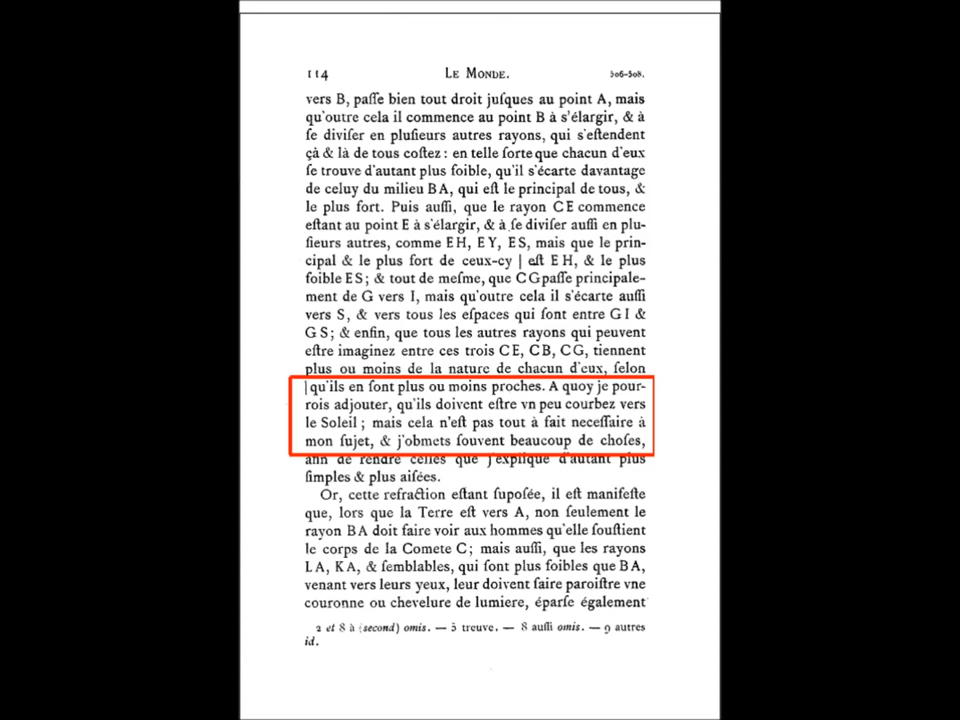 114 LE MONDE. 506-508.
vers B, paſſe bien tout droit juſques au point A, mais
qu'outre cela il commence au point B à s'élargir, & à
ſe diviſer en pluſieurs autres rayons, qui s'eſtendent
çà & là de tous coſtez : en telle ſorte que chacun d'eux
ſe trouve d'autant plus foible, qu'il s'écarte davantage
de celuy du milieu BA, qui eſt le principal de tous, &
le plus fort. Puis auſſi, que le rayon CE commence
eſtant au point E à s'élargir, & à ſe diviſer auſſi en plu-
ſieurs autres, comme EH, EY, ES, mais que le prin-
cipal & le plus fort de ceux-cy | eſt EH, & le plus
foible ES ; & tout de meſme, que CG paſſe principale-
ment de G vers I, mais qu'outre cela il s'écarte auſſi
vers S, & vers tous les eſpaces qui ſont entre GI &
GS ; & enfin, que tous les autres rayons qui peuvent
eſtre imaginez entre ces trois CE, CB, CG, tiennent
plus ou moins de la nature de chacun d'eux, ſelon
| qu'ils en ſont plus ou moins proches. A quoy je pour-
rois adjouter, qu'ils doivent eſtre vn peu courbez vers
le Soleil ; mais cela n'eſt pas tout à fait neceſſaire à
mon ſujet, & j'obmets ſouvent beaucoup de choſes,
afin de rendre celles que j'explique d'autant plus
ſimples & plus aiſées.
Or, cette refraction eſtant ſupoſée, il eſt manifeſte
que, lors que la Terre eſt vers A, non ſeulement le
rayon BA doit faire voir aux hommes qu'elle ſouſtient
le corps de la Comete C ; mais auſſi, que les rayons
LA, KA, & ſemblables, qui ſont plus foibles que BA,
venant vers leurs yeux, leur doivent faire paroiſtre vne
couronne ou chevelure de lumiere, éparſe également
2 et 8 à (second) omis. — 5 treuve. — 8 auſſi omis. — 9 autres
id.